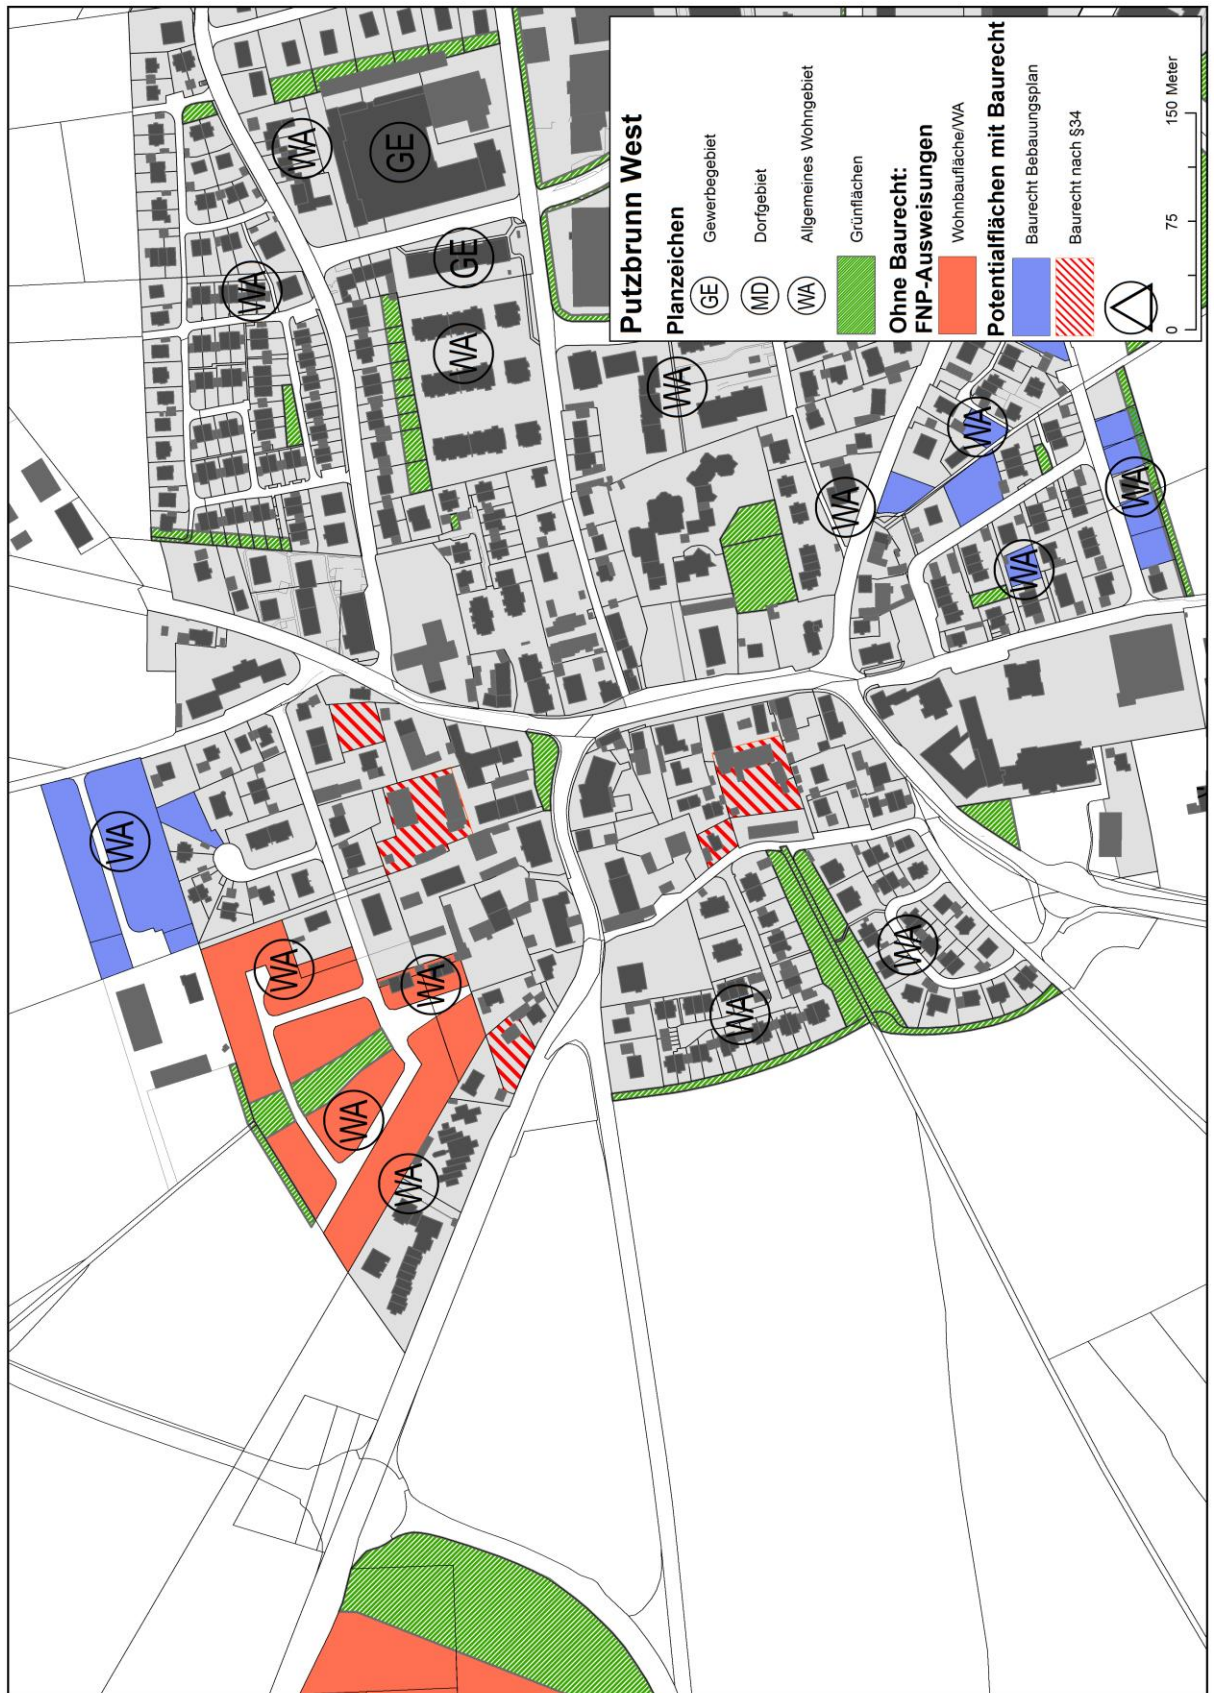 Putzbrunn West
Planzeichen
GE Gewerbegebiet
MD Dorfgebiet
WA Allgemeines Wohngebiet
Grünflächen
Ohne Baurecht:
FNP-Ausweisungen
Wohnbaufläche/WA
Potentialflächen mit Baurecht
Baurecht Bebauungsplan
Baurecht nach §34
0 75 150 Meter
WA
WA
GE
GE
WA
WA
WA
WA
WA
WA
WA
WA
WA
WA
WA
WA
WA